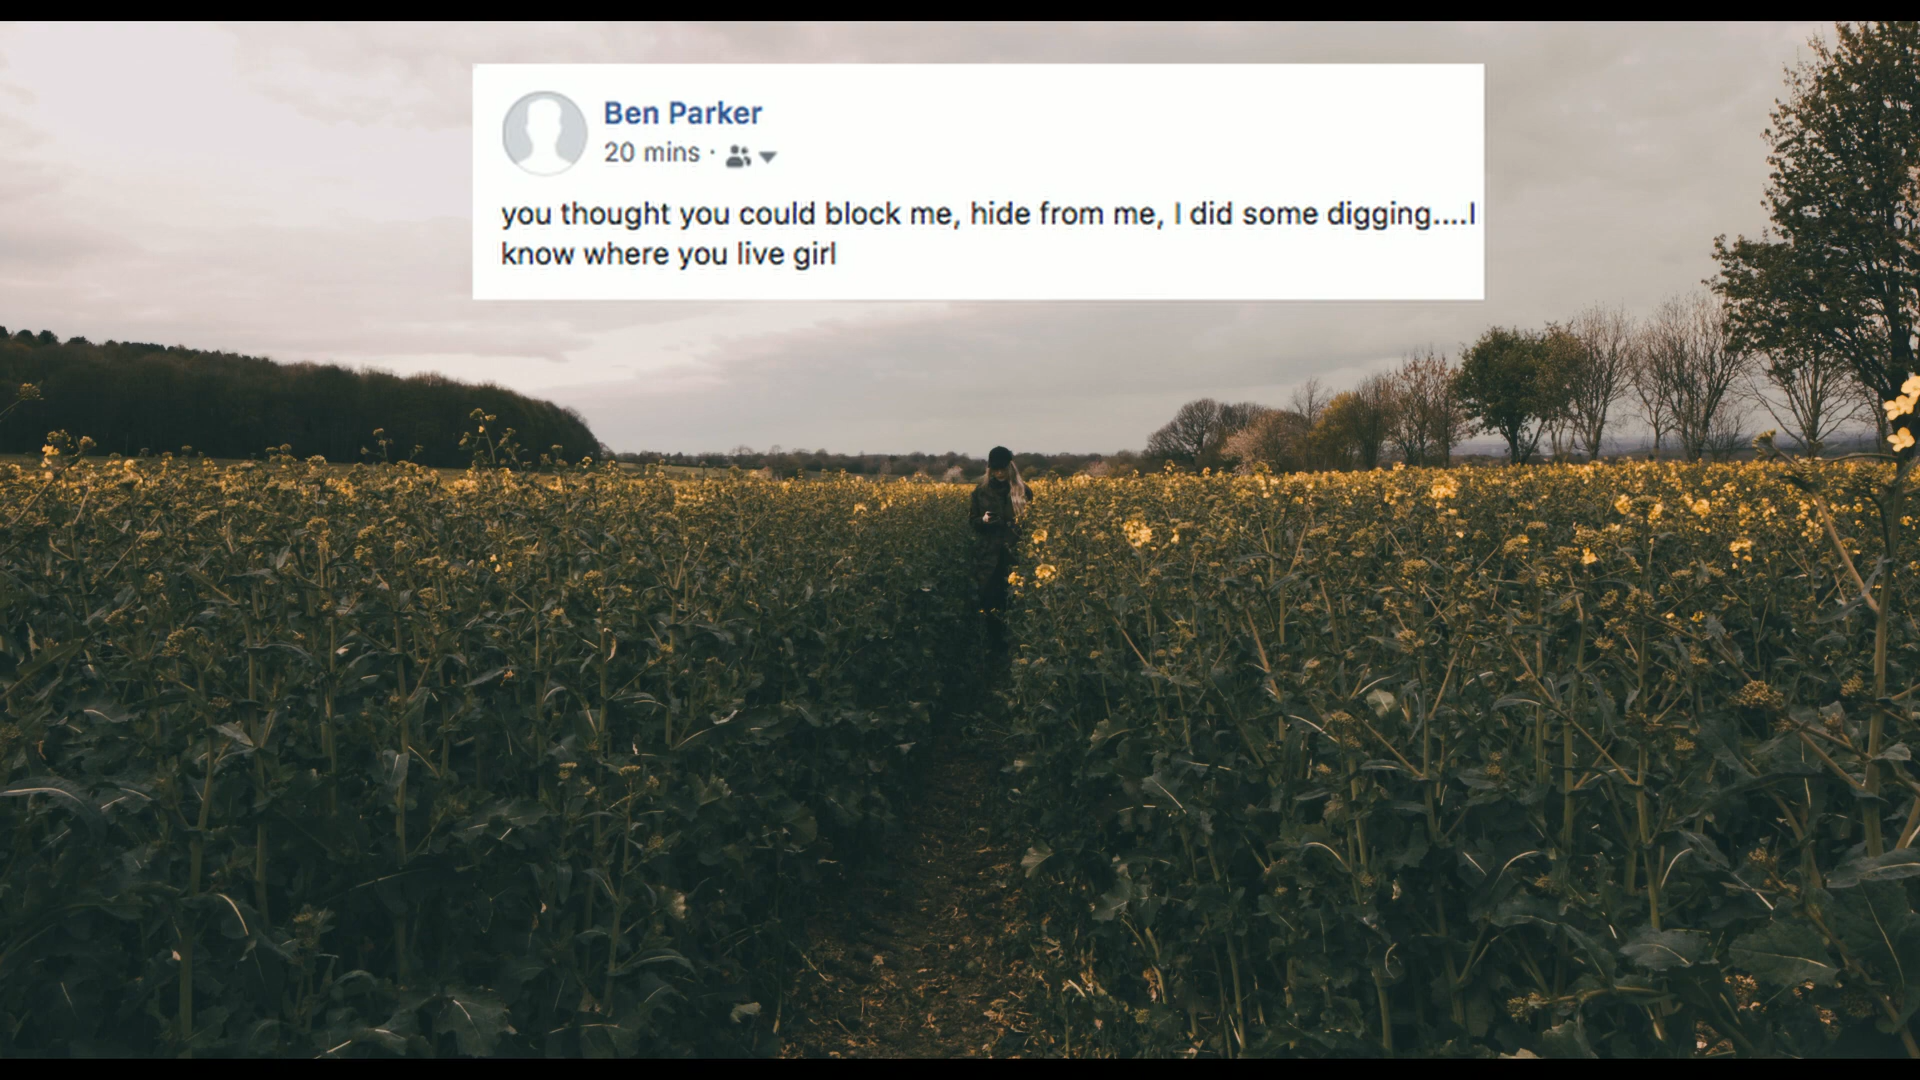 Ben Parker
20 mins ·
you thought you could block me, hide from me, I did some digging....I
know where you live girl